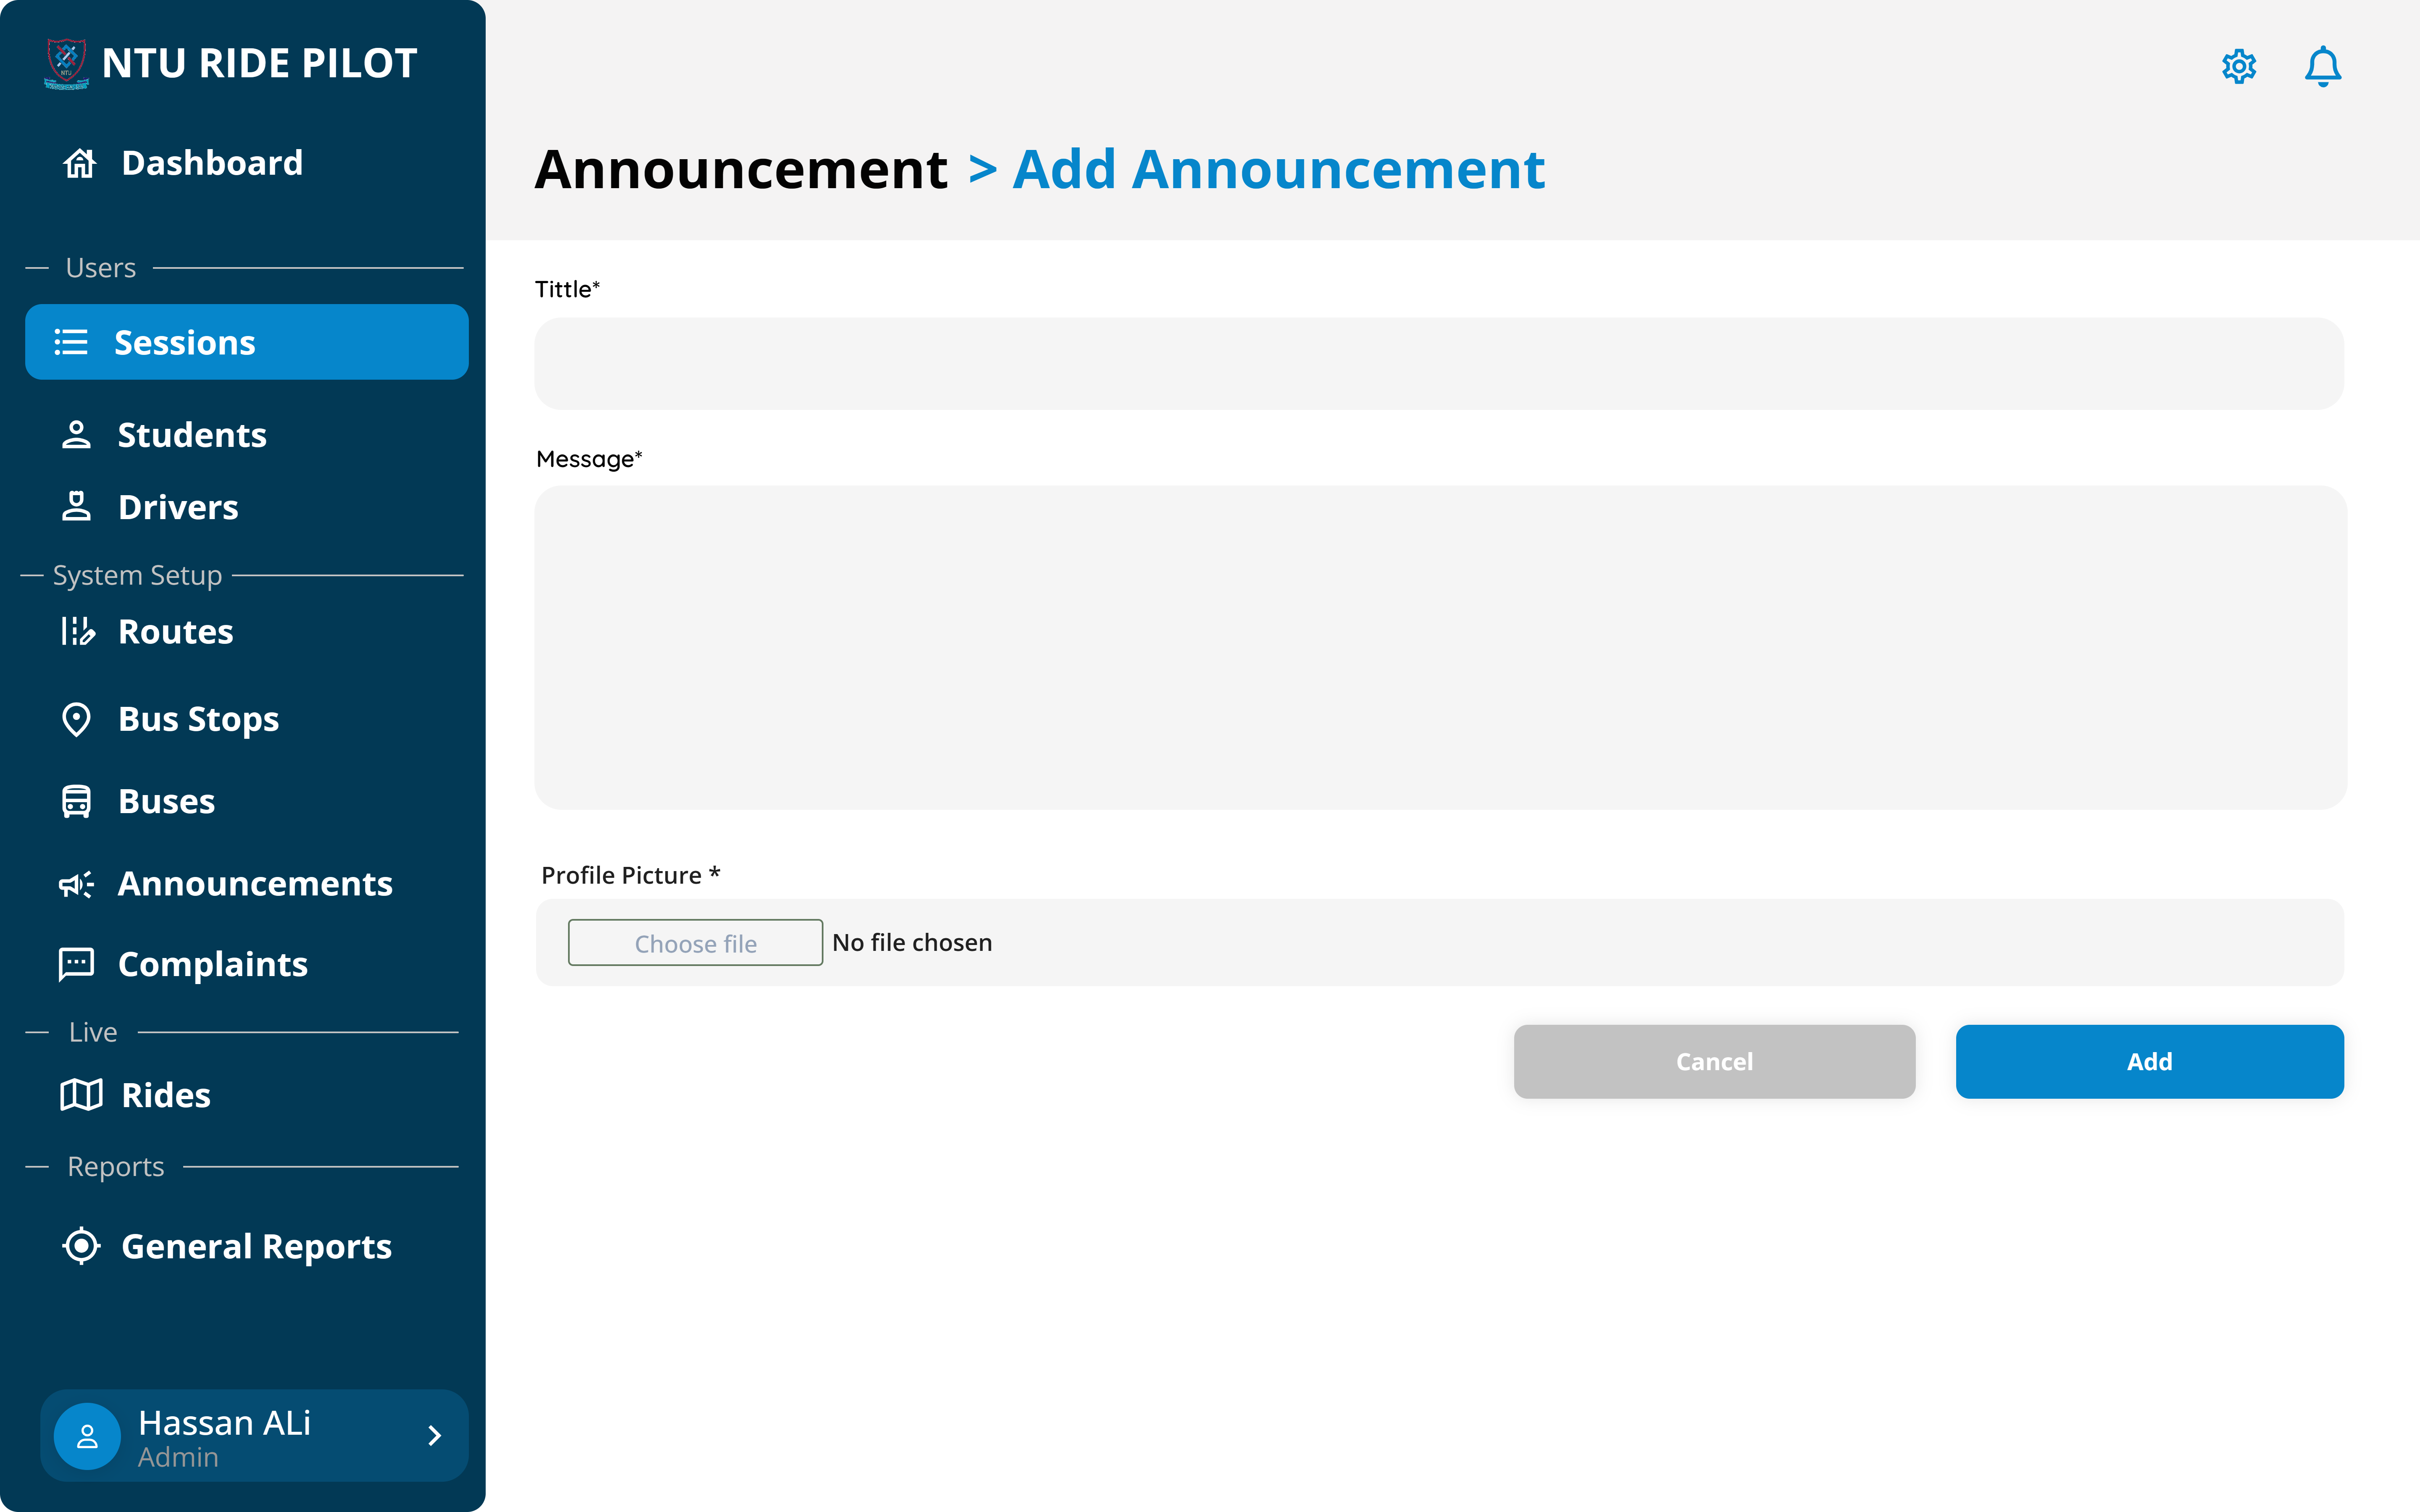 NTU RIDE PILOT
Dashboard
Users
Sessions
Students
Drivers
System Setup
Routes
Bus Stops
Buses
Announcements
Complaints
Live
Rides
Reports
General Reports
Hassan ALi
Admin
Announcement > Add Announcement
Tittle*
Message*
Profile Picture *
Choose file No file chosen
Cancel Add